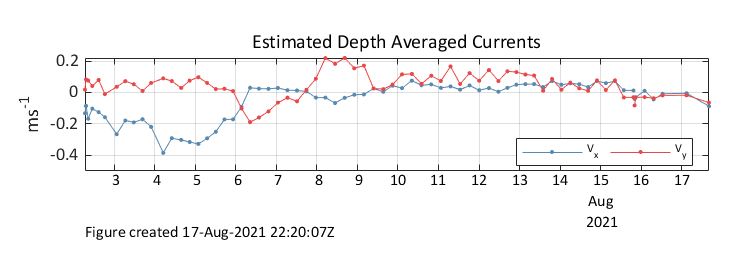 Estimated Depth Averaged Currents
0.2
0
-0.2
-0.4
ms-1
3 4 5 6 7 8 9 10 11 12 13 14 15 16 17
Aug
2021
Vx Vy
Figure created 17-Aug-2021 22:20:07Z